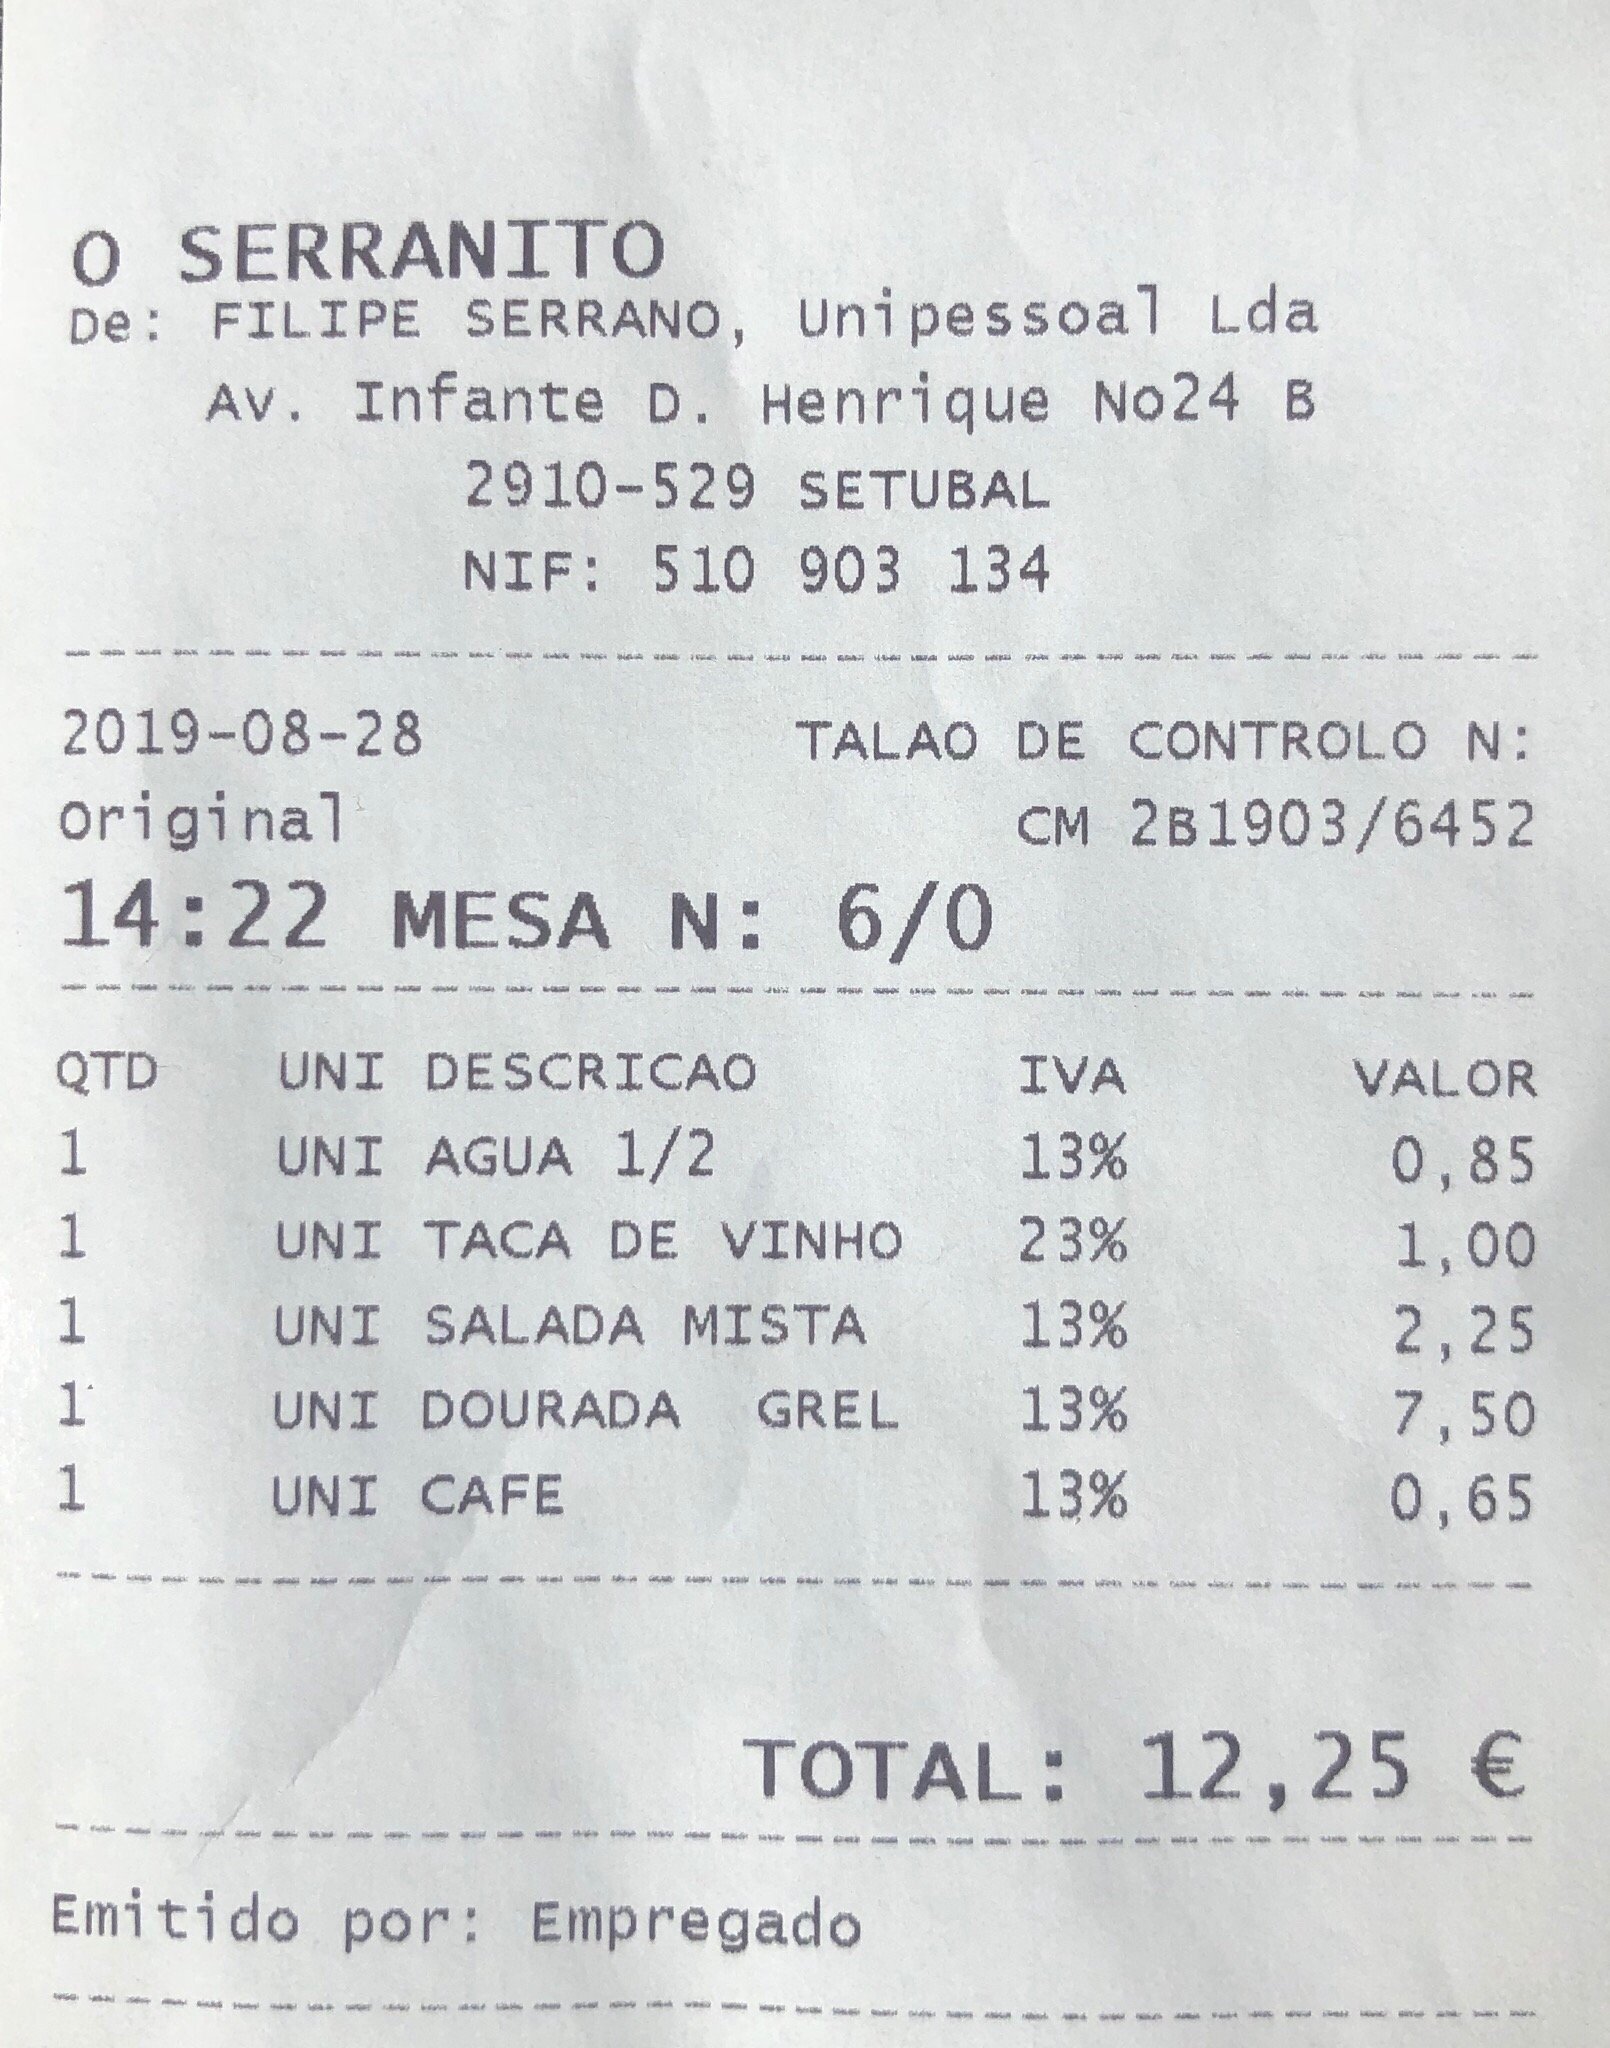 O SERRANITO
De: FILIPE SERRANO, Unipessoal Lda
Av. Infante D. Henrique No24 B
2910-529 SETUBAL
NIF: 510 903 134
2019-08-28 TALAO DE CONTROLO N:
Original CM 2B1903/6452
14:22 MESA N: 6/0
QTD UNI DESCRICAO IVA VALOR
1 UNI AGUA 1/2 13% 0,85
1 UNI TACA DE VINHO 23% 1,00
1 UNI SALADA MISTA 13% 2,25
1 UNI DOURADA GREL 13% 7,50
1 UNI CAFE 13% 0,65
TOTAL: 12,25 €
Emitido por: Empregado